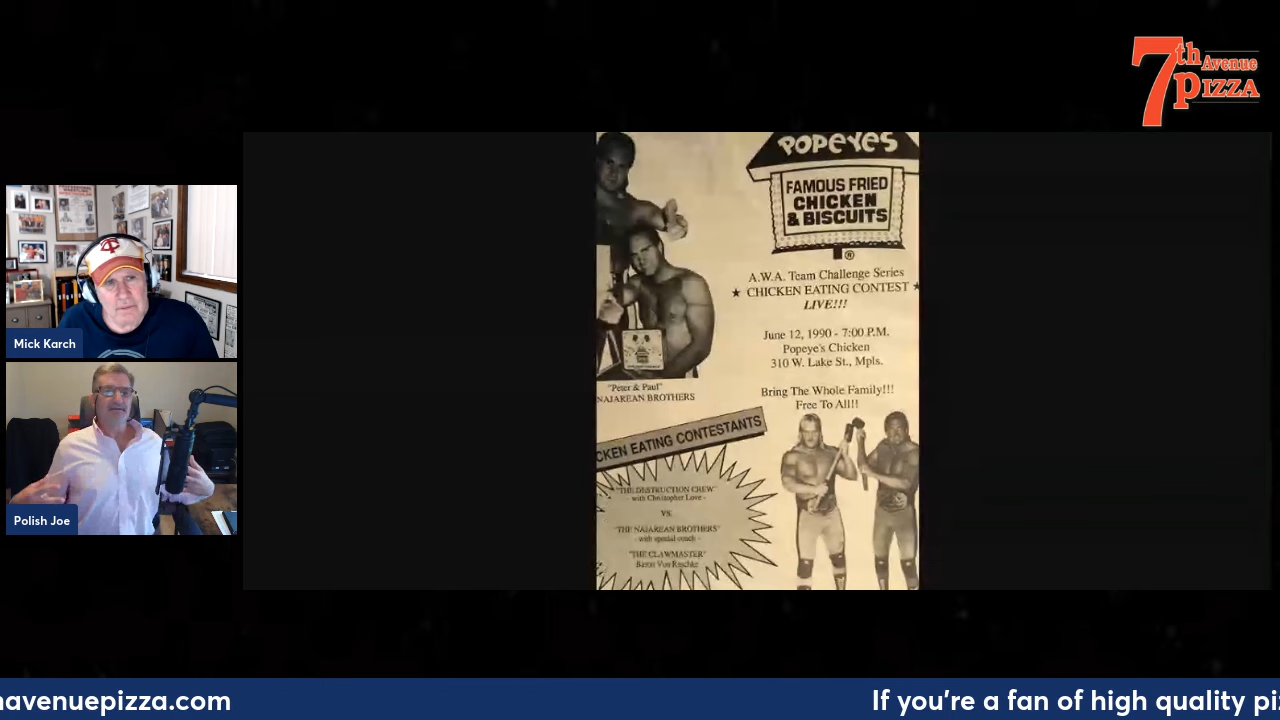 7th Avenue
PIZZA
Mick Karch
Polish Joe
POPEYES
FAMOUS FRIED
CHICKEN
& BISCUITS
®
A.W.A. Team Challenge Series
★ CHICKEN EATING CONTEST ★
LIVE!!!
June 12, 1990 - 7:00 P.M.
Popeye's Chicken
310 W. Lake St., Mpls.
Bring The Whole Family!!!
Free To All!!
"Peter & Paul"
NAJAREAN BROTHERS
CKEN EATING CONTESTANTS
"THE DESTRUCTION CREW"
- with Christopher Love -
VS.
"THE NAJAREAN BROTHERS"
- with special coach -
"THE CLAWMASTER"
Baron Von Raschke
havenuepizza.com
If you're a fan of high quality piz